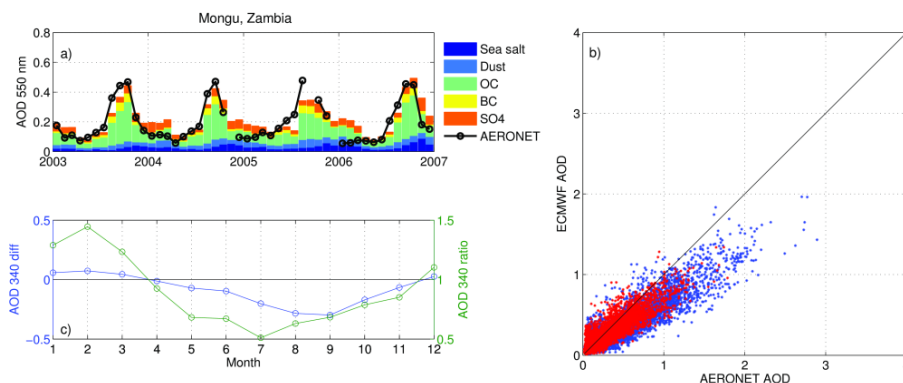 Mongu, Zambia
a)
AOD 550 nm
0.8
0.6
0.4
0.2
0
2003 2004 2005 2006 2007
Sea salt
Dust
OC
BC
SO4
AERONET
b)
ECMWF AOD
4
3
2
1
0
0 1 2 3
AERONET AOD
c)
AOD 340 diff
0.5
0
−0.5
AOD 340 ratio
1.5
1
0.5
1 2 3 4 5 6 7 8 9 10 11 12
Month